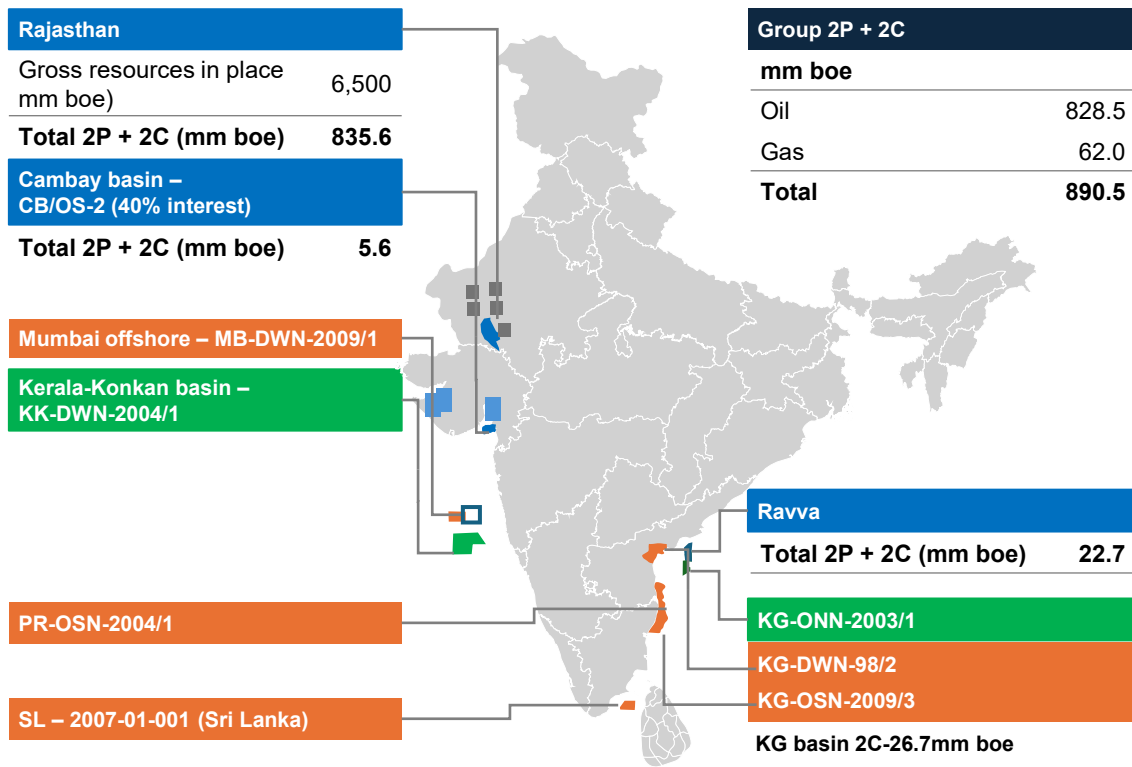 Rajasthan
Gross resources in place
mm boe)
6,500
Total 2P + 2C (mm boe) 835.6
Cambay basin –
CB/OS-2 (40% interest)
Total 2P + 2C (mm boe) 5.6
Mumbai offshore – MB-DWN-2009/1
Kerala-Konkan basin –
KK-DWN-2004/1
PR-OSN-2004/1
SL – 2007-01-001 (Sri Lanka)
Group 2P + 2C
mm boe
Oil 828.5
Gas 62.0
Total 890.5
Ravva
Total 2P + 2C (mm boe) 22.7
KG-ONN-2003/1
KG-DWN-98/2
KG-OSN-2009/3
KG basin 2C-26.7mm boe